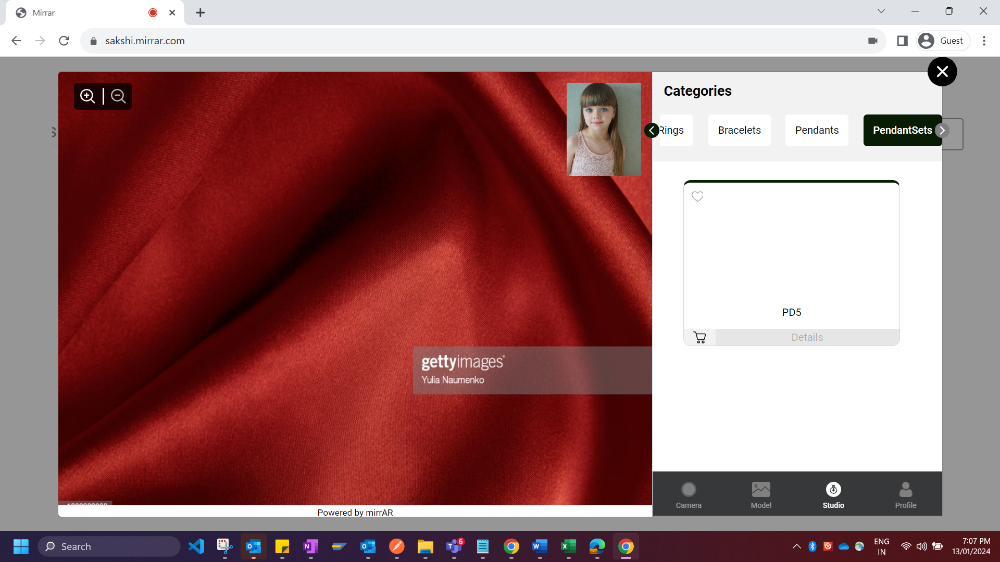 Mirrar
sakshi.mirrar.com
Guest
Categories
Rings
Bracelets
Pendants
PendantSets
PD5
Details
gettyimages
Yulia Naumenko
Powered by mirrAR
Camera
Model
Studio
Profile
Search
6
ENG
IN
7:07 PM
13/01/2024